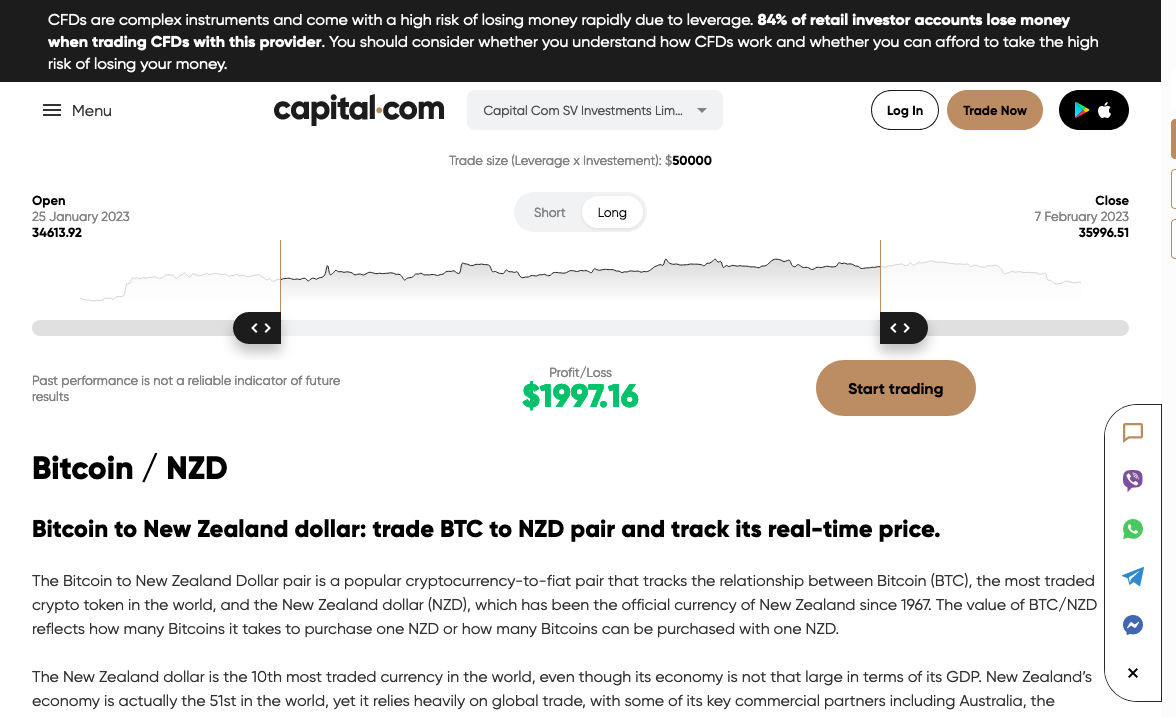 CFDs are complex instruments and come with a high risk of losing money rapidly due to leverage. 84% of retail investor accounts lose money
when trading CFDs with this provider. You should consider whether you understand how CFDs work and whether you can afford to take the high
risk of losing your money.
Menu
capital.com
Capital Com SV Investments Lim...
Log In
Trade Now
Trade size (Leverage x Investement): $50000
Open
25 January 2023
34613.92
Short
Long
Close
7 February 2023
35996.51
Past performance is not a reliable indicator of future
results
Profit/Loss
$1997.16
Start trading
Bitcoin / NZD
Bitcoin to New Zealand dollar: trade BTC to NZD pair and track its real-time price.
The Bitcoin to New Zealand Dollar pair is a popular cryptocurrency-to-fiat pair that tracks the relationship between Bitcoin (BTC), the most traded
crypto token in the world, and the New Zealand dollar (NZD), which has been the official currency of New Zealand since 1967. The value of BTC/NZD
reflects how many Bitcoins it takes to purchase one NZD or how many Bitcoins can be purchased with one NZD.
The New Zealand dollar is the 10th most traded currency in the world, even though its economy is not that large in terms of its GDP. New Zealand's
economy is actually the 51st in the world, yet it relies heavily on global trade, with some of its key commercial partners including Australia, the